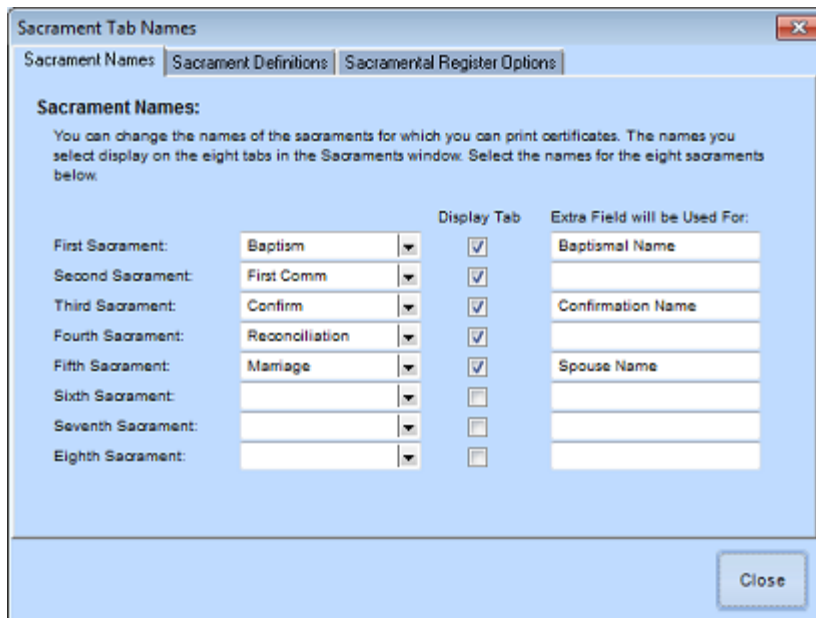 Sacrament Tab Names
Sacrament Names Sacrament Definitions Sacramental Register Options
Sacrament Names:
You can change the names of the sacraments for which you can print certificates. The names you
select display on the eight tabs in the Sacraments window. Select the names for the eight sacraments
below.
Display Tab Extra Field will be Used For:
First Sacrament: Baptism Baptismal Name
Second Sacrament: First Comm
Third Sacrament: Confirm Confirmation Name
Fourth Sacrament: Reconciliation
Fifth Sacrament: Marriage Spouse Name
Sixth Sacrament:
Seventh Sacrament:
Eighth Sacrament:
Close